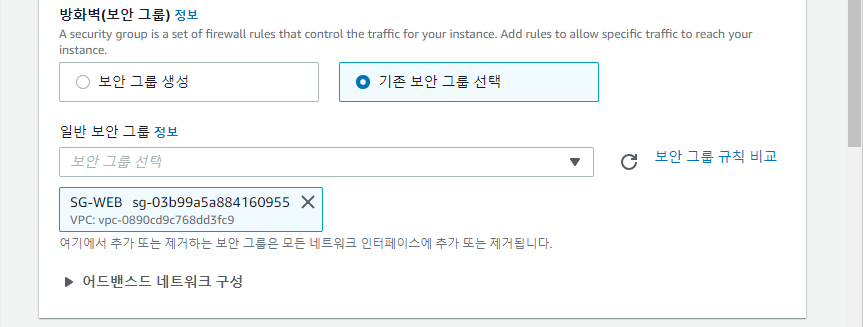 방화벽(보안 그룹) 정보
A security group is a set of firewall rules that control the traffic for your instance. Add rules to allow specific traffic to reach your
instance.
보안 그룹 생성
기존 보안 그룹 선택
일반 보안 그룹 정보
보안 그룹 선택
보안 그룹 규칙 비교
SG-WEB sg-03b99a5a884160955
VPC: vpc-0890cd9c768dd3fc9
여기에서 추가 또는 제거하는 보안 그룹은 모든 네트워크 인터페이스에 추가 또는 제거됩니다.
어드밴스드 네트워크 구성